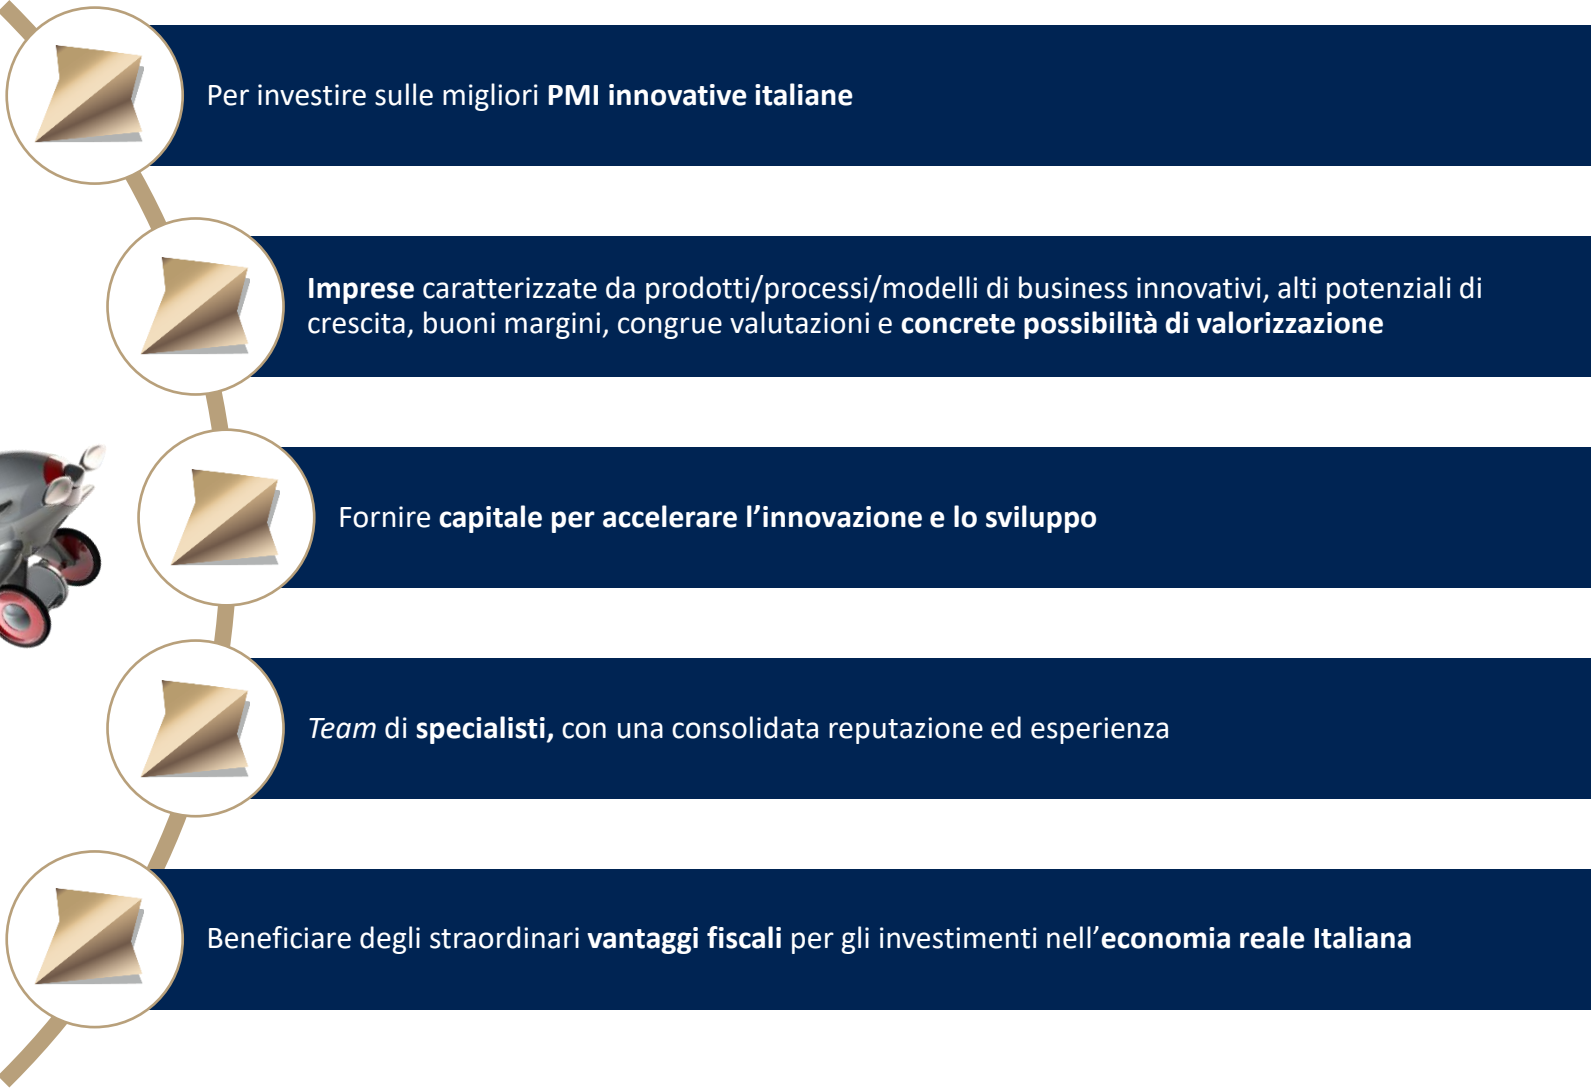 Per investire sulle migliori PMI innovative italiane
Imprese caratterizzate da prodotti/processi/modelli di business innovativi, alti potenziali di
crescita, buoni margini, congrue valutazioni e concrete possibilità di valorizzazione
Fornire capitale per accelerare l’innovazione e lo sviluppo
Team di specialisti, con una consolidata reputazione ed esperienza
Beneficiare degli straordinari vantaggi fiscali per gli investimenti nell’economia reale Italiana